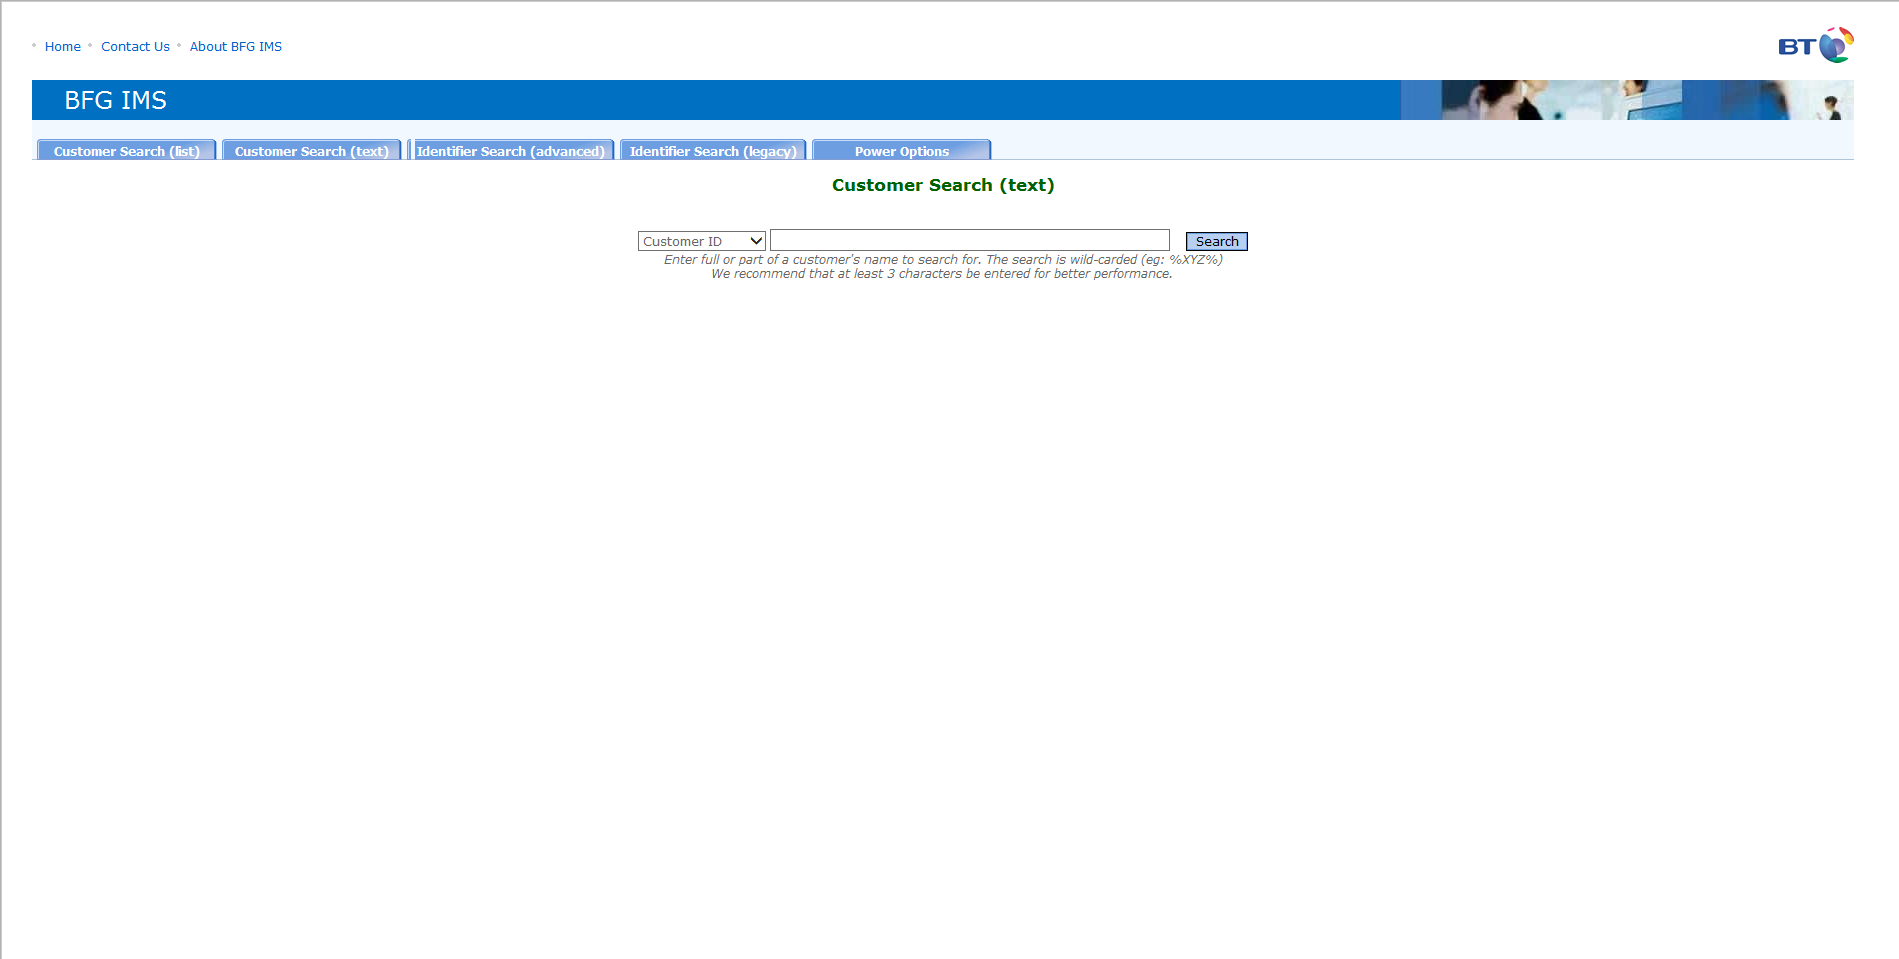 Home Contact Us About BFG IMS
BT
BFG IMS
Customer Search (list) Customer Search (text) Identifier Search (advanced) Identifier Search (legacy) Power Options
Customer Search (text)
Customer ID Search
Enter full or part of a customer's name to search for. The search is wild-carded (eg: %XYZ%)
We recommend that at least 3 characters be entered for better performance.